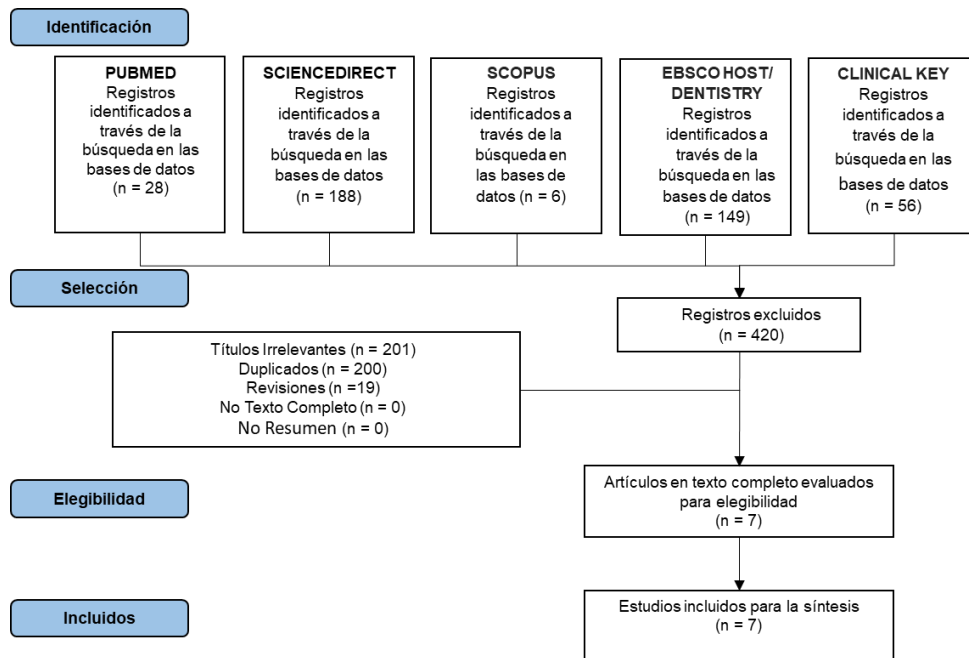 Identificación
PUBMED
Registros
identificados a
través de la
búsqueda en las
bases de datos
(n = 28)
SCIENCEDIRECT
Registros
identificados a
través de la
búsqueda en las
bases de datos
(n = 188)
SCOPUS
Registros
identificados a
través de la
búsqueda en
las bases de
datos (n = 6)
EBSCO HOST/
DENTISTRY
Registros
identificados a
través de la
búsqueda en las
bases de datos
(n = 149)
CLINICAL KEY
Registros
identificados a
través de la
búsqueda en las
bases de datos
(n = 56)
Selección
Registros excluidos
(n = 420)
Títulos Irrelevantes (n = 201)
Duplicados (n = 200)
Revisiones (n =19)
No Texto Completo (n = 0)
No Resumen (n = 0)
Elegibilidad
Artículos en texto completo evaluados
para elegibilidad
(n = 7)
Incluidos
Estudios incluidos para la síntesis
(n = 7)